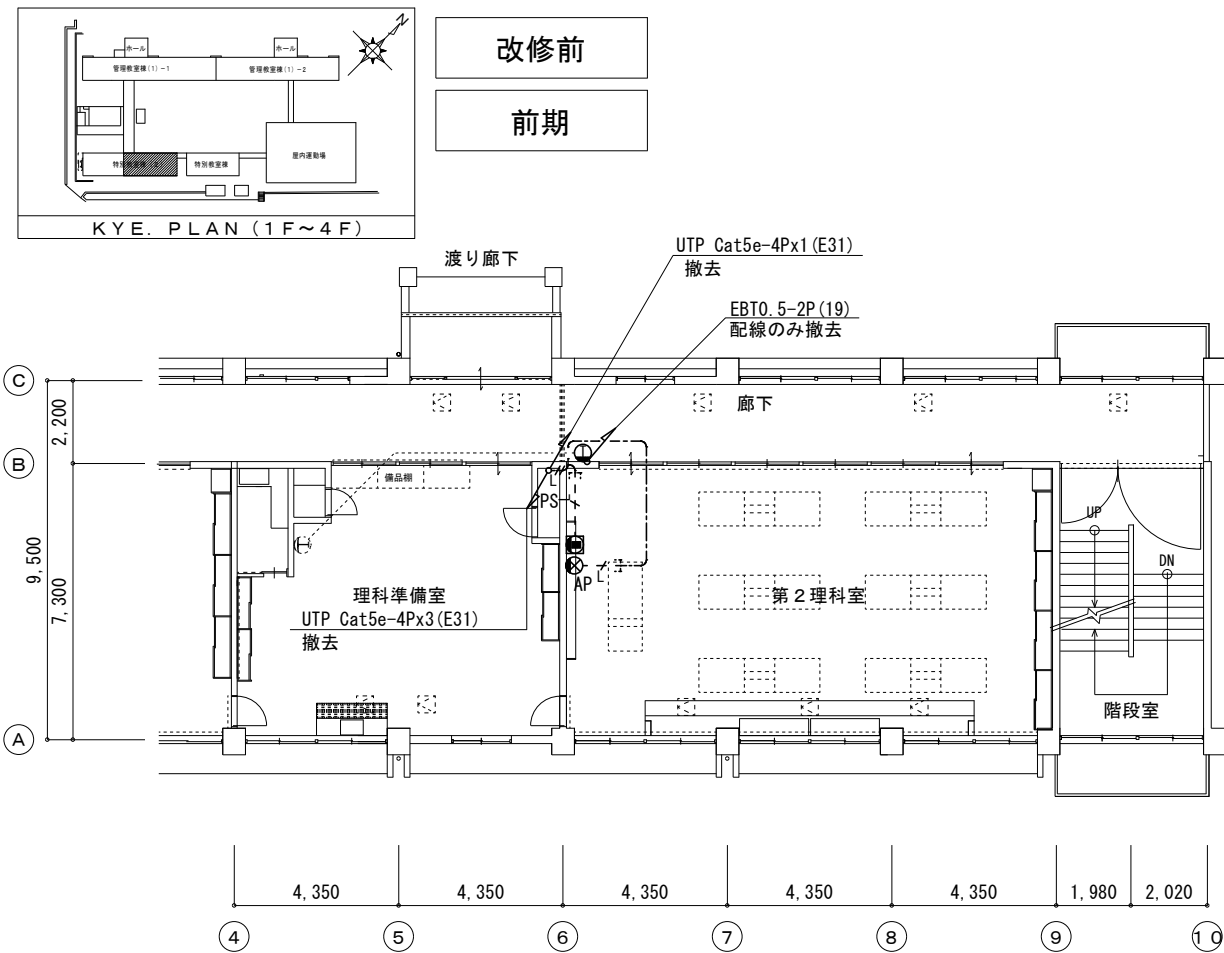 N
ホール
ホール
管理教室棟(1)-1
管理教室棟(1)-2
特別教室棟
屋内運動場
KYE. PLAN (1F~4F)
改修前
前期
渡り廊下
UTP Cat5e-4Px1(E31)
撤去
EBT0.5-2P(19)
配線のみ撤去
C
B
A
2,200
7,300
9,500
廊下
備品棚
L
PS
AP
L
理科準備室
UTP Cat5e-4Px3(E31)
撤去
第2理科室
UP
DN
階段室
4,350
4,350
4,350
4,350
4,350
1,980
2,020
4
5
6
7
8
9
10